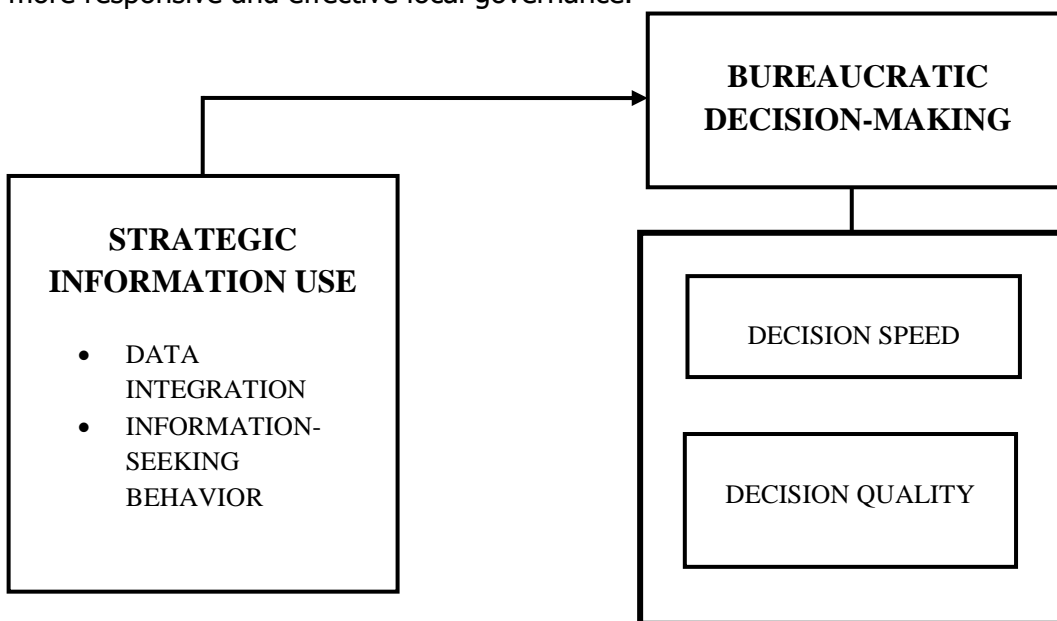 more responsive and effective local governance.
BUREAUCRATIC
DECISION-MAKING
STRATEGIC
INFORMATION USE
• DATA
INTEGRATION
• INFORMATION-
SEEKING
BEHAVIOR
DECISION SPEED
DECISION QUALITY